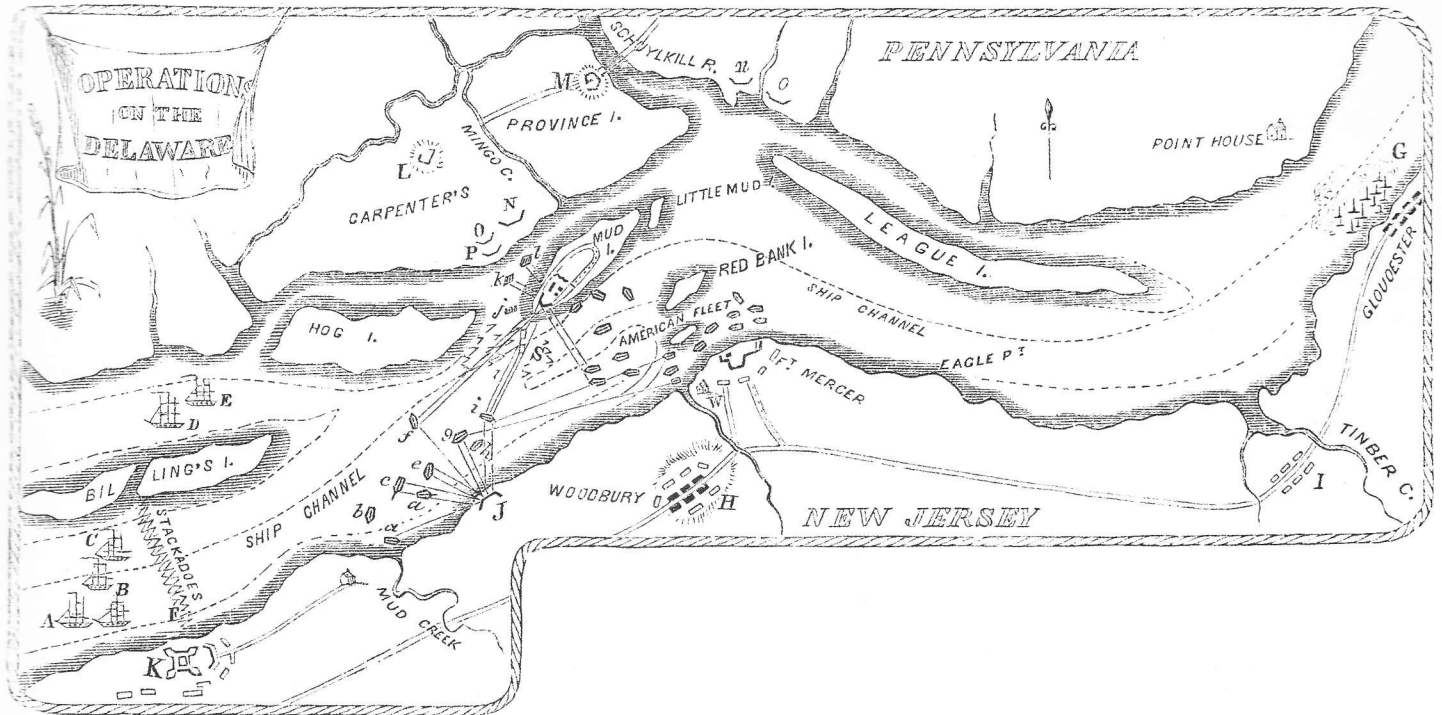 OPERATIONS
ON THE
DELAWARE
PENNSYLVANIA
SCHUYLKILL R.
n
O
M
G
PROVINCE I.
MINGO C.
L
CARPENTER'S
N
O
P
POINT HOUSE
G
GLOUCESTER
LITTLE MUD I.
MUD
I.
LEAGUE I.
RED BANK I.
SHIP CHANNEL
AMERICAN FLEET
EAGLE PT
HOG I.
k
l
j
S
i
FT MERCER
W
E
D
f
g
h
e
c
d
b
a
J
BIL
LING'S I.
SHIP CHANNEL
STACKADOES
WOODBURY
H
NEW JERSEY
I
TINBER C.
C
B
A
F
K
MUD CREEK